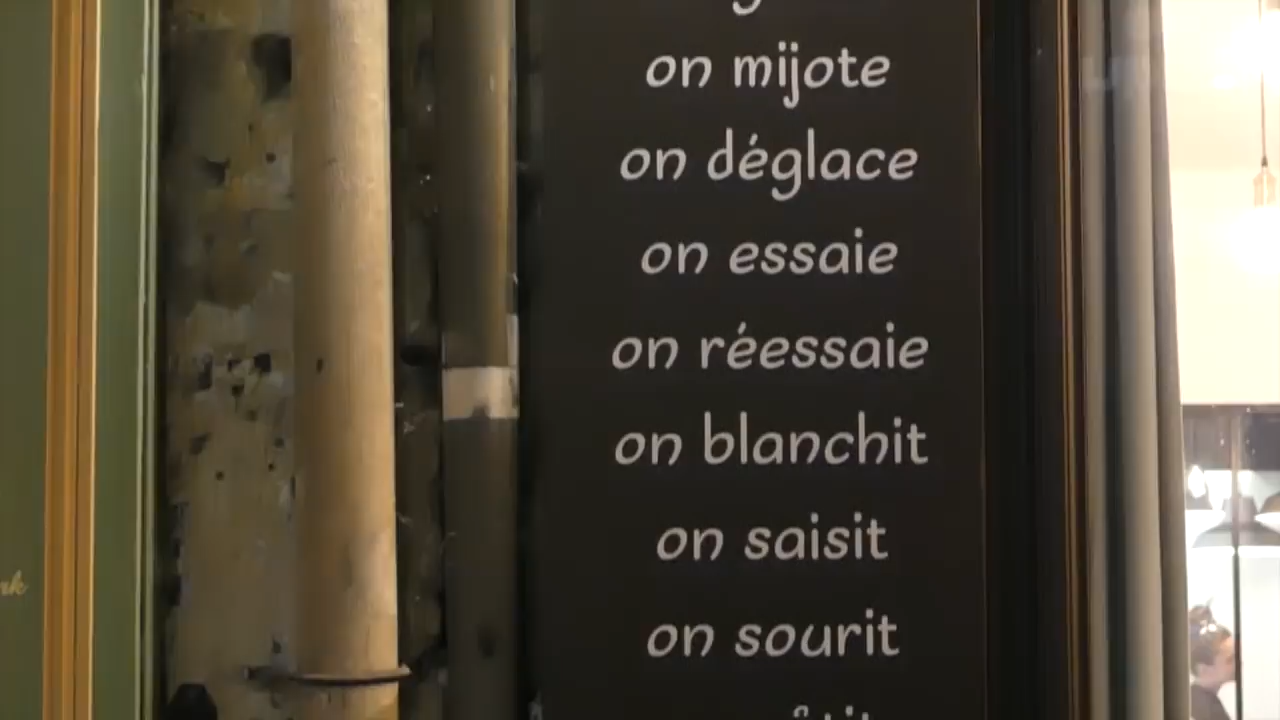 on mijote
on déglace
on essaie
on réessaie
on blanchit
on saisit
on sourit